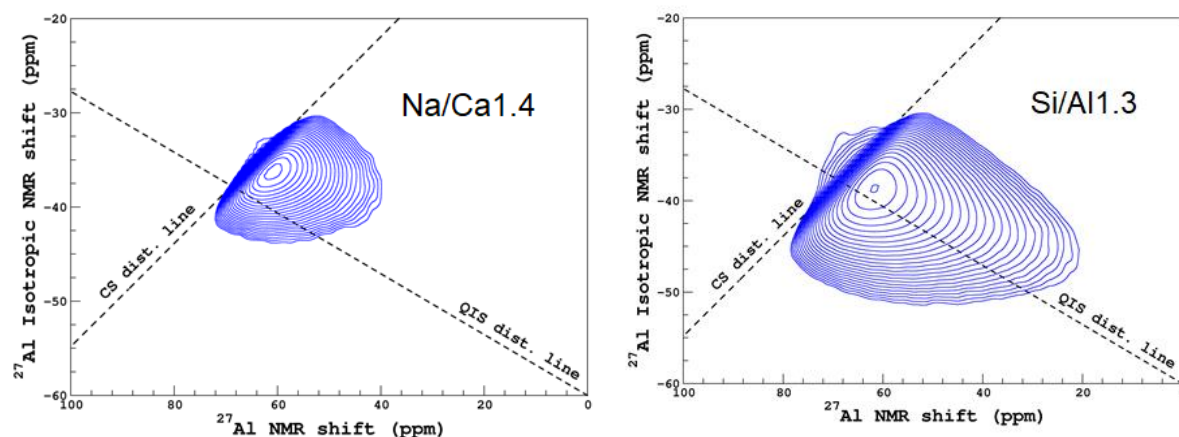 -20
-30
-40
-50
-60
100
80
60
40
20
0
²⁷Al Isotropic NMR shift (ppm)
²⁷Al NMR shift (ppm)
Na/Ca1.4
CS dist. line
QIS dist. line
-20
-30
-40
-50
-60
100
80
60
40
20
²⁷Al Isotropic NMR shift (ppm)
²⁷Al NMR shift (ppm)
Si/Al1.3
CS dist. line
QIS dist. line